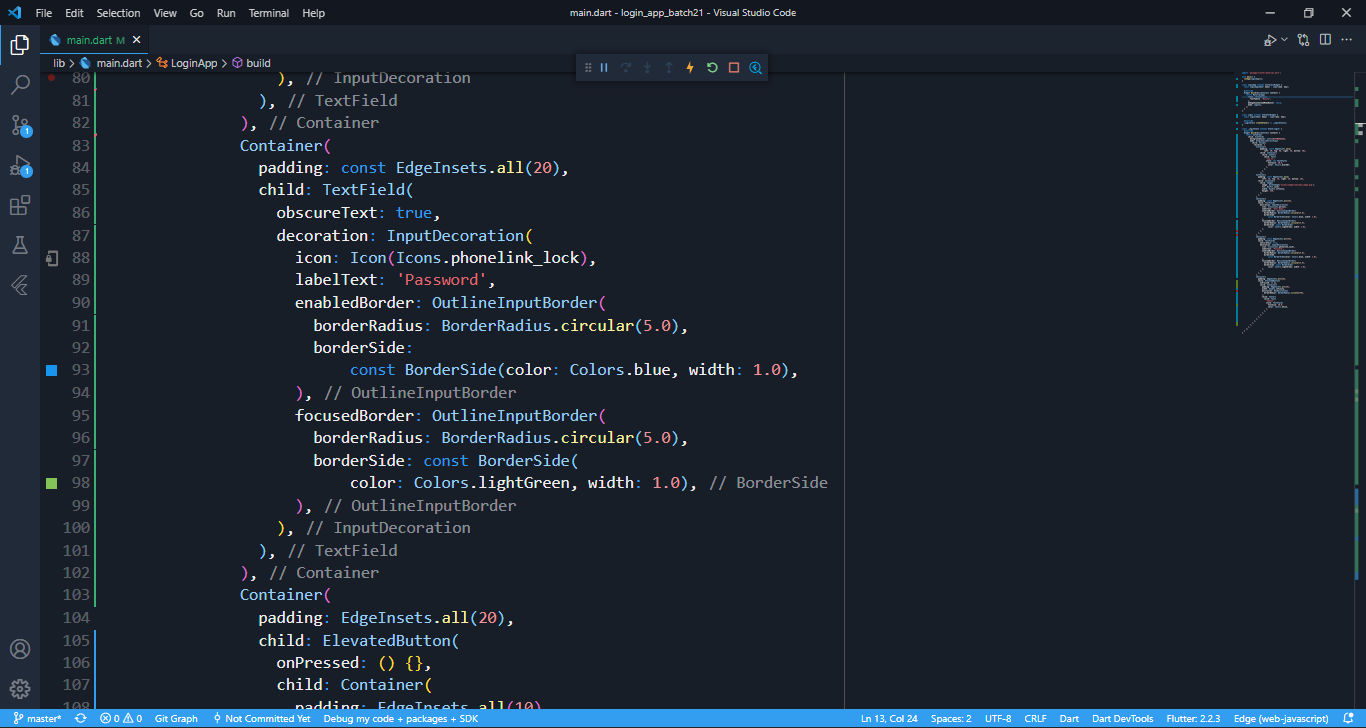 File Edit Selection View Go Run Terminal Help
main.dart - login_app_batch21 - Visual Studio Code
main.dart M
lib > main.dart > LoginApp > build
80 ), // InputDecoration
81 ), // TextField
82 ), // Container
83 Container(
84 padding: const EdgeInsets.all(20),
85 child: TextField(
86 obscureText: true,
87 decoration: InputDecoration(
88 icon: Icon(Icons.phonelink_lock),
89 labelText: 'Password',
90 enabledBorder: OutlineInputBorder(
91 borderRadius: BorderRadius.circular(5.0),
92 borderSide:
93 const BorderSide(color: Colors.blue, width: 1.0),
94 ), // OutlineInputBorder
95 focusedBorder: OutlineInputBorder(
96 borderRadius: BorderRadius.circular(5.0),
97 borderSide: const BorderSide(
98 color: Colors.lightGreen, width: 1.0), // BorderSide
99 ), // OutlineInputBorder
100 ), // InputDecoration
101 ), // TextField
102 ), // Container
103 Container(
104 padding: EdgeInsets.all(20),
105 child: ElevatedButton(
106 onPressed: () {},
107 child: Container(
108 padding: EdgeInsets.all(10)
1
1
master* 0 0 Git Graph Not Committed Yet Debug my code + packages + SDK Ln 13, Col 24 Spaces: 2 UTF-8 CRLF Dart Dart DevTools Flutter: 2.2.3 Edge (web-javascript)